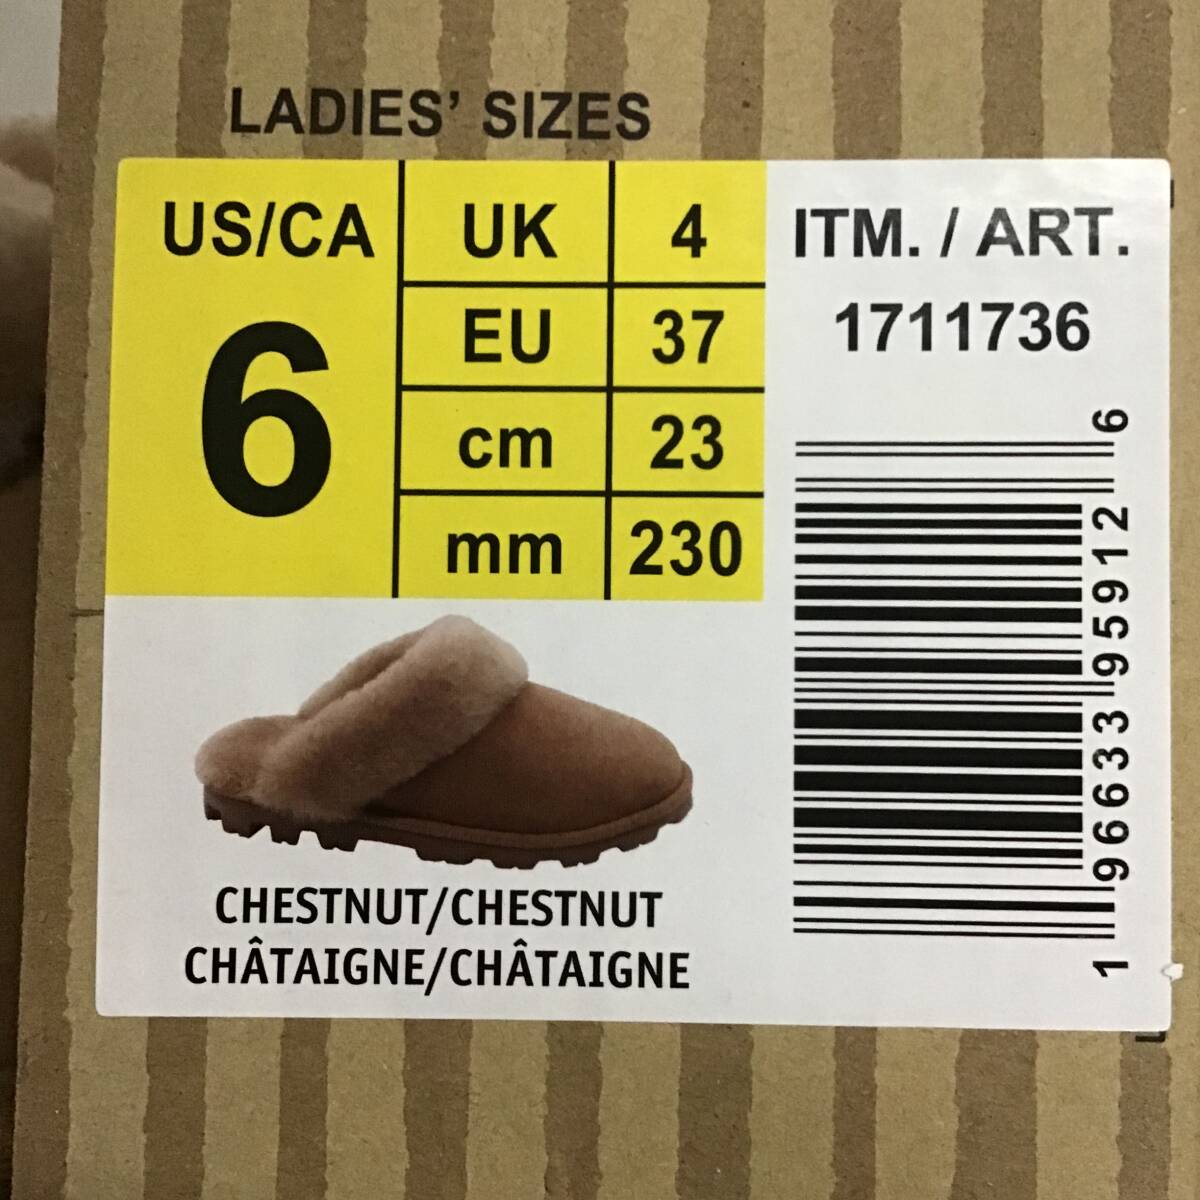 LADIES' SIZES
US/CA
6
UK 4
EU 37
cm 23
mm 230
ITM. / ART.
1711736
1 96633 95912 6
CHESTNUT/CHESTNUT
CHÂTAIGNE/CHÂTAIGNE